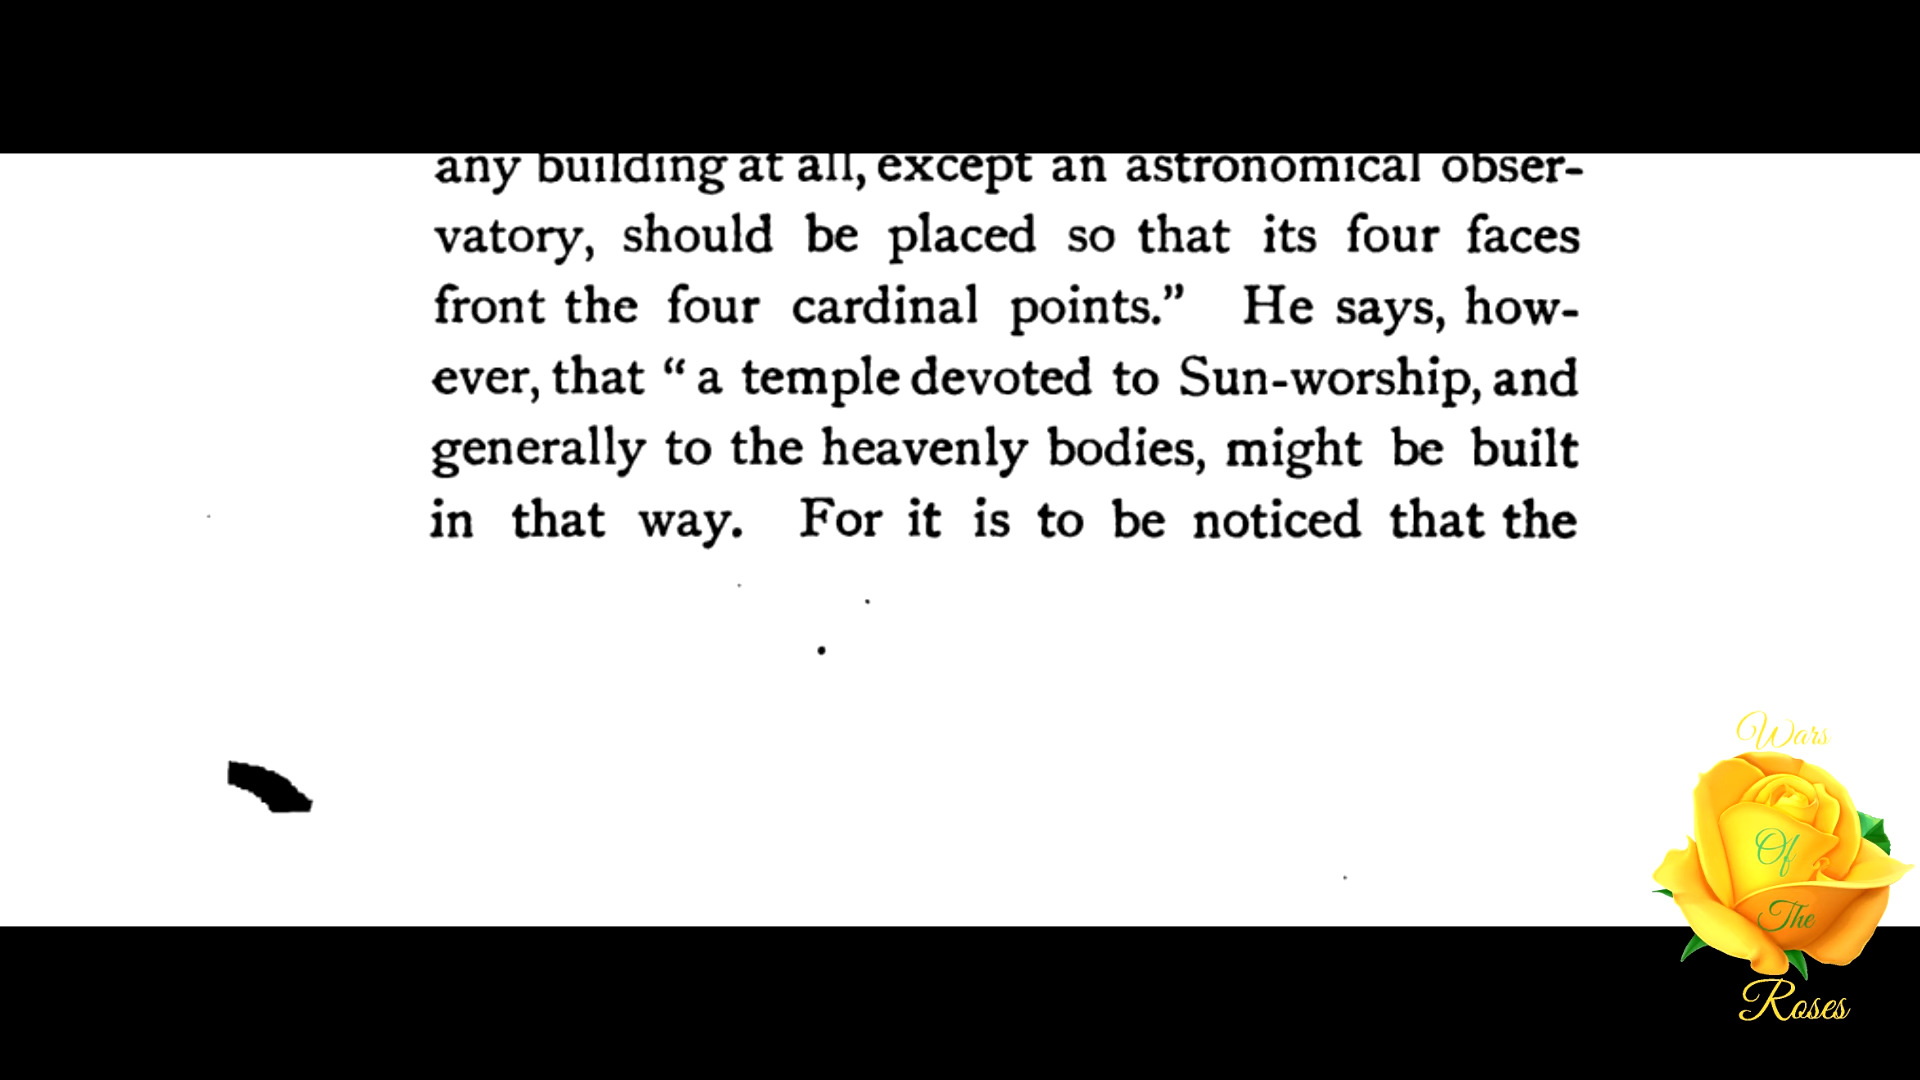 any building at all, except an astronomical obser-
vatory, should be placed so that its four faces
front the four cardinal points.” He says, how-
ever, that “a temple devoted to Sun-worship, and
generally to the heavenly bodies, might be built
in that way. For it is to be noticed that the
Wars
Of
The
Roses